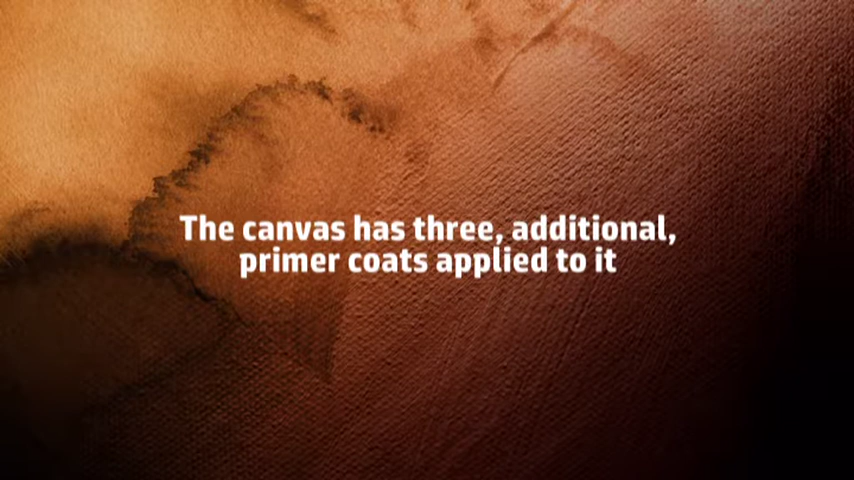 The canvas has three, additional,
primer coats applied to it